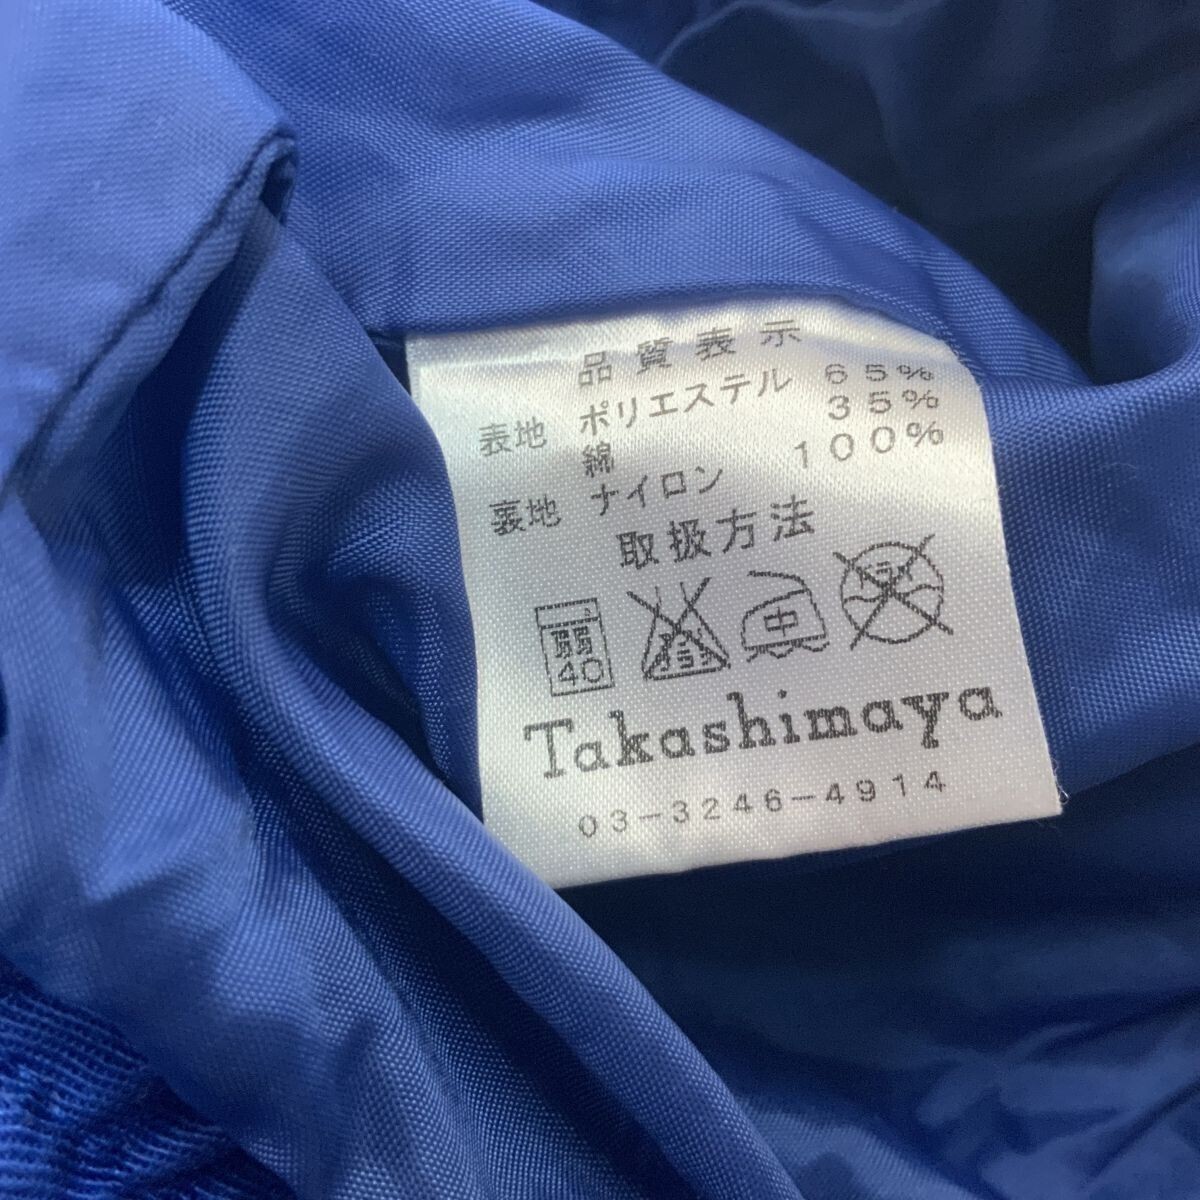 品質表示
表地 ポリエステル 65%
綿 35%
裏地 ナイロン 100%
取扱方法
弱 40 中
Takashimaya
03-3246-4914